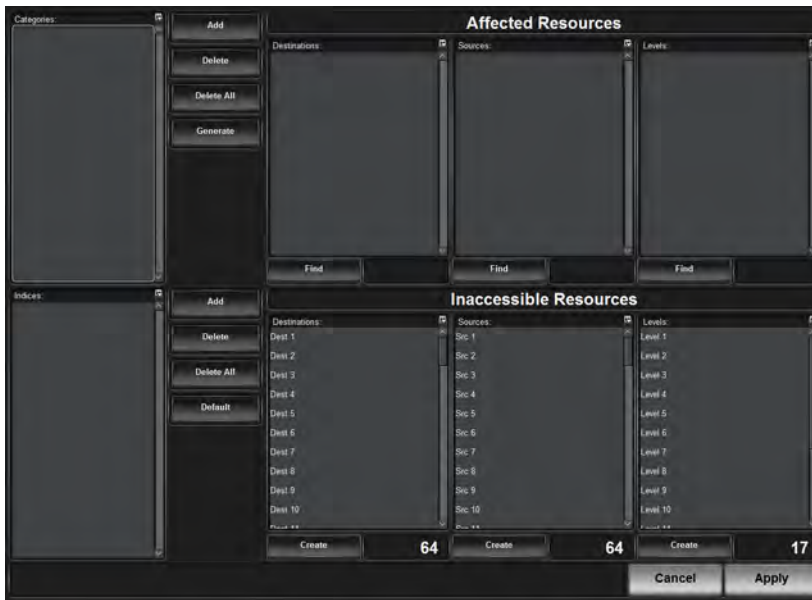 Categories:
Add
Delete
Delete All
Generate
Affected Resources
Destinations:
Sources:
Levels:
Find
Find
Find
Indices:
Add
Delete
Delete All
Default
Inaccessible Resources
Destinations:
Dest 1
Dest 2
Dest 3
Dest 4
Dest 5
Dest 6
Dest 7
Dest 8
Dest 9
Dest 10
Sources:
Src 1
Src 2
Src 3
Src 4
Src 5
Src 6
Src 7
Src 8
Src 9
Src 10
Levels:
Level 1
Level 2
Level 3
Level 4
Level 5
Level 6
Level 7
Level 8
Level 9
Level 10
Create
64
Create
64
Create
17
Cancel
Apply